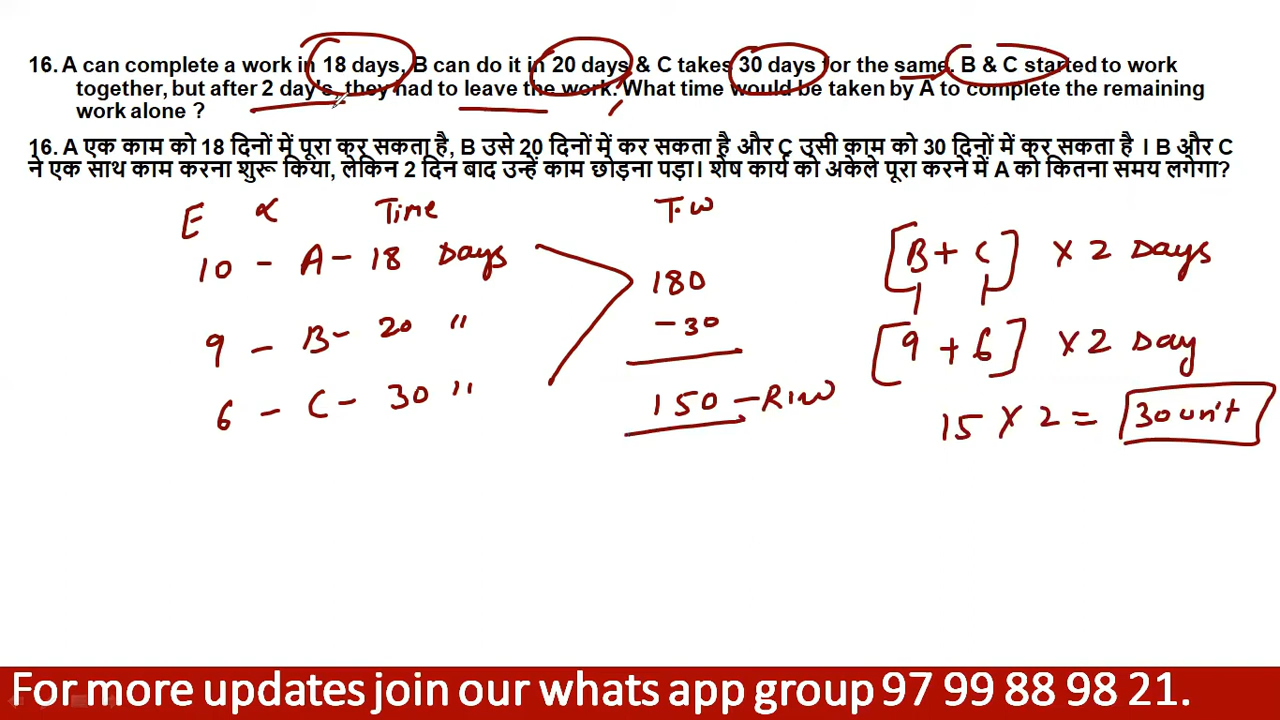 16. A can complete a work in 18 days, B can do it in 20 days & C takes 30 days for the same. B & C started to work
together, but after 2 day's, they had to leave the work. What time would be taken by A to complete the remaining
work alone ?
16. A एक काम को 18 दिनों में पूरा कर सकता है, B उसे 20 दिनों में कर सकता है और C उसी काम को 30 दिनों में कर सकता है । B और C
ने एक साथ काम करना शुरू किया, लेकिन 2 दिन बाद उन्हें काम छोड़ना पड़ा। शेष कार्य को अकेले पूरा करने में A को कितना समय लगेगा?
E ∝ Time T.W
10 - A - 18 Days 180 [B + C] × 2 Days
9 - B - 20 " - 30 [9 + 6] × 2 Day
6 - C - 30 " 150 - R1W 15 × 2 = 30 unit
For more updates join our whats app group 97 99 88 98 21.